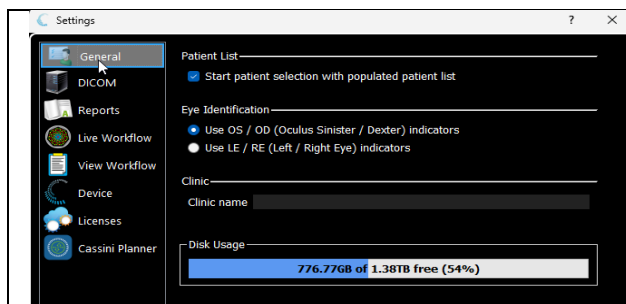 Settings
General
DICOM
Reports
Live Workflow
View Workflow
Device
Licenses
Cassini Planner
Patient List
Start patient selection with populated patient list
Eye Identification
Use OS / OD (Oculus Sinister / Dexter) indicators
Use LE / RE (Left / Right Eye) indicators
Clinic
Clinic name
Disk Usage
776.77GB of 1.38TB free (54%)